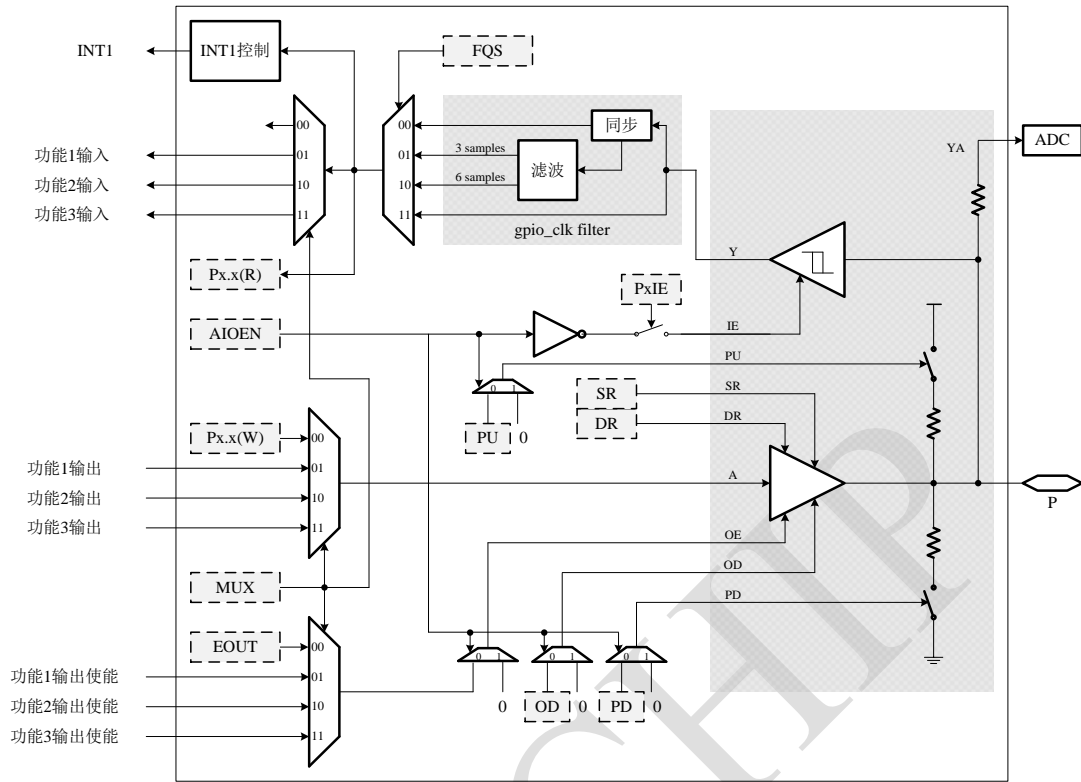 INT1
INT1控制
FQS
00
01
10
11
00
01
10
11
3 samples
6 samples
同步
滤波
gpio_clk filter
YA
ADC
功能1输入
功能2输入
功能3输入
Px.x(R)
Y
PxIE
AIOEN
IE
PU
0 1
PU
0
SR
SR
DR
DR
Px.x(W)
00
01
10
11
功能1输出
功能2输出
功能3输出
A
P
OE
OD
PD
MUX
EOUT
00
01
10
11
功能1输出使能
功能2输出使能
功能3输出使能
0 1
0 1
0 1
0
OD
0
PD
0
CHIP